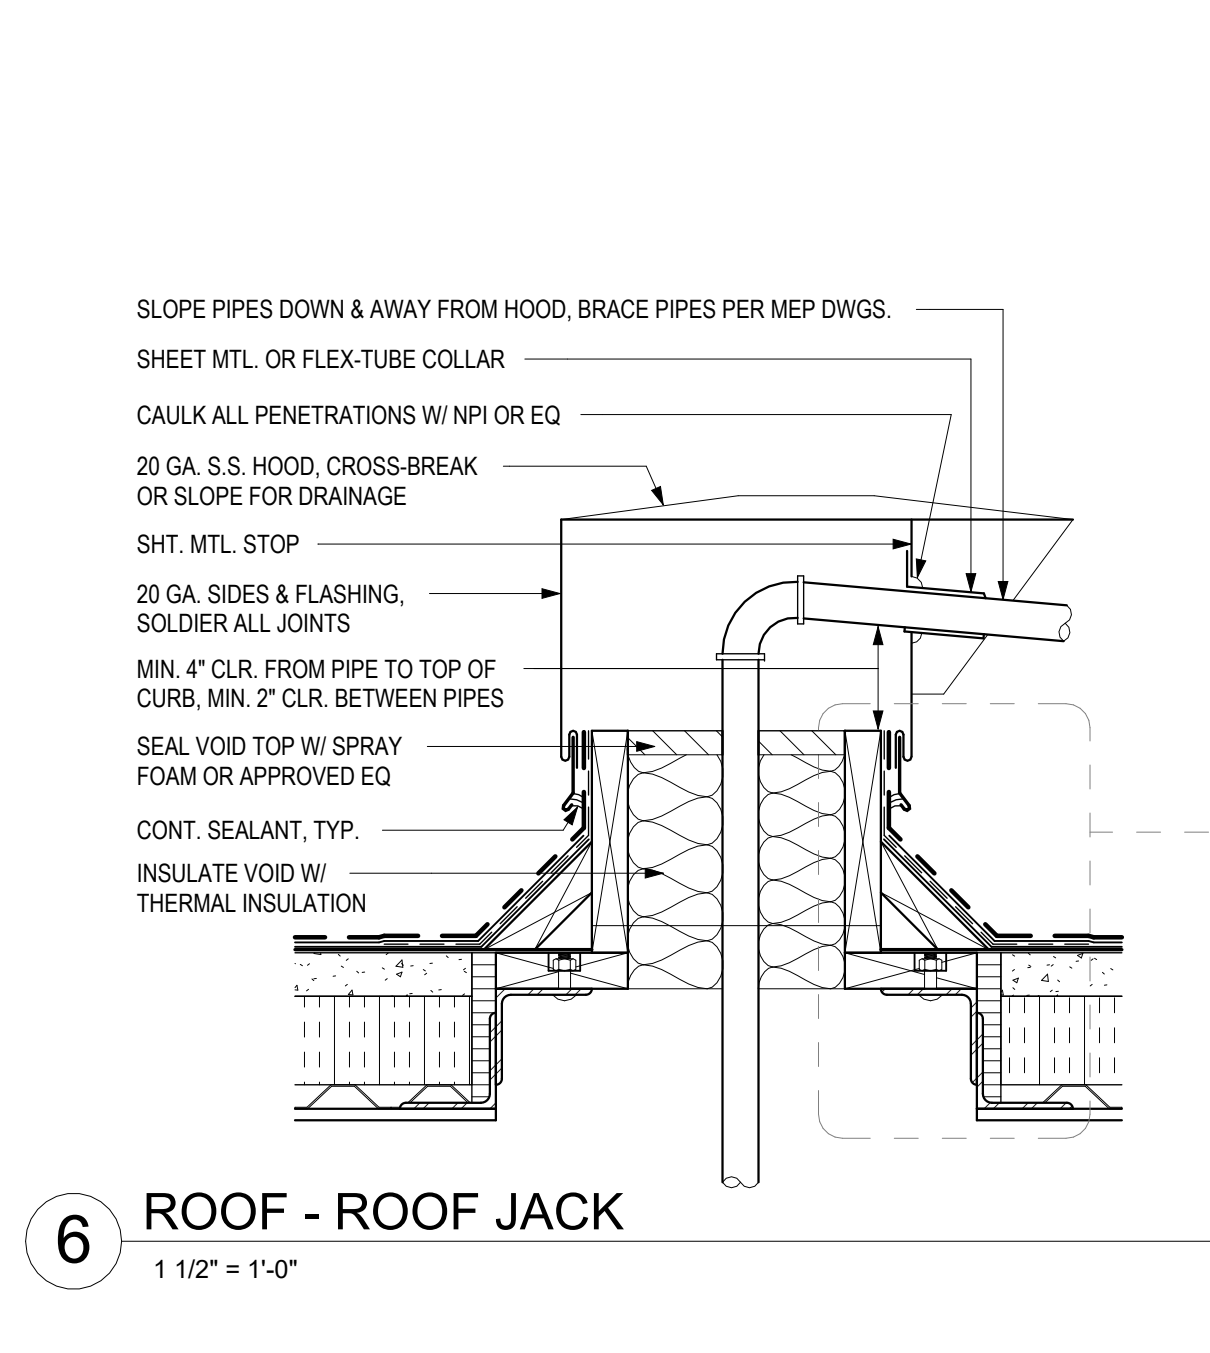 SLOPE PIPES DOWN & AWAY FROM HOOD, BRACE PIPES PER MEP DWGS.
SHEET MTL. OR FLEX-TUBE COLLAR
CAULK ALL PENETRATIONS W/ NPI OR EQ
20 GA. S.S. HOOD, CROSS-BREAK
OR SLOPE FOR DRAINAGE
SHT. MTL. STOP
20 GA. SIDES & FLASHING,
SOLDIER ALL JOINTS
MIN. 4" CLR. FROM PIPE TO TOP OF
CURB, MIN. 2" CLR. BETWEEN PIPES
SEAL VOID TOP W/ SPRAY
FOAM OR APPROVED EQ
CONT. SEALANT, TYP.
INSULATE VOID W/
THERMAL INSULATION
6
ROOF - ROOF JACK
1 1/2" = 1'-0"